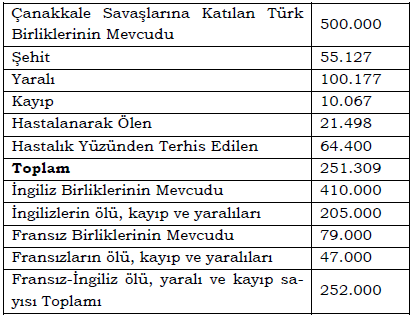 Çanakkale Savaşlarına Katılan Türk
Birliklerinin Mevcudu 500.000
Şehit 55.127
Yaralı 100.177
Kayıp 10.067
Hastalanarak Ölen 21.498
Hastalık Yüzünden Terhis Edilen 64.400
Toplam 251.309
İngiliz Birliklerinin Mevcudu 410.000
İngilizlerin ölü, kayıp ve yaralıları 205.000
Fransız Birliklerinin Mevcudu 79.000
Fransızların ölü, kayıp ve yaralıları 47.000
Fransız-İngiliz ölü, yaralı ve kayıp sa-
yısı Toplamı 252.000